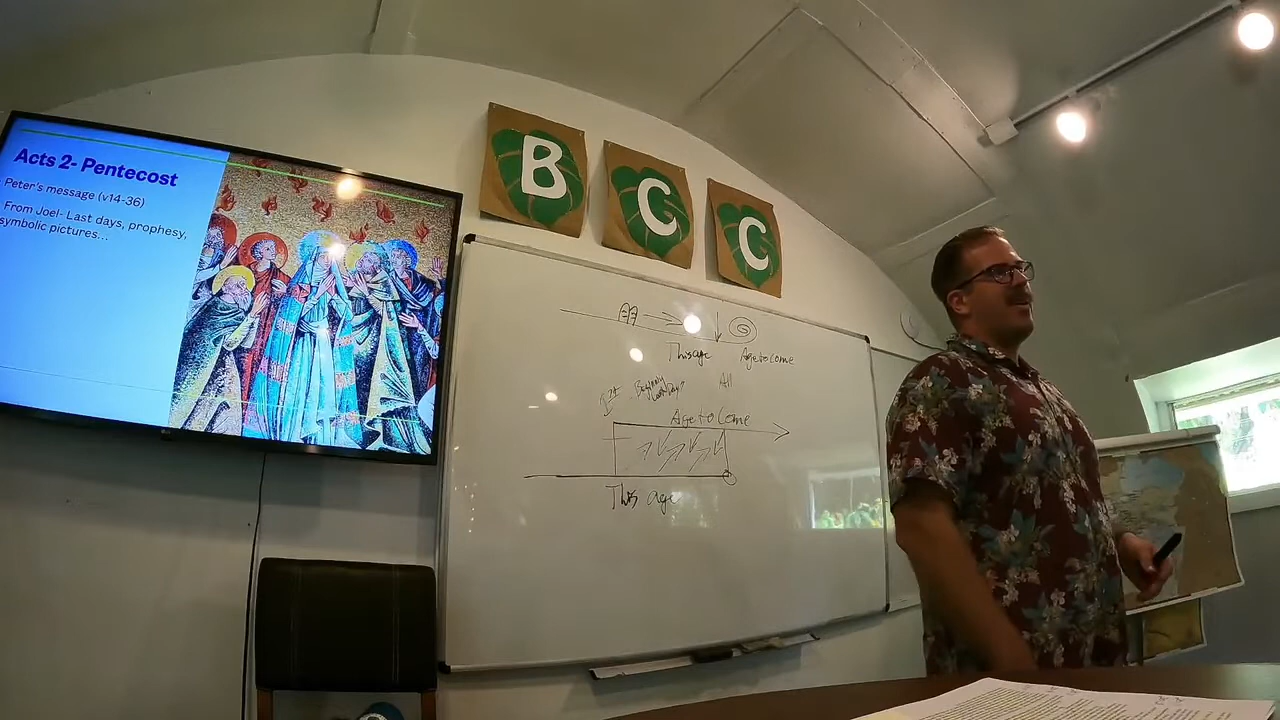 Acts 2- Pentecost
Peter's message (v14-36)
From Joel- Last days, prophesy,
symbolic pictures...
B C C
This age Age to come
All
Age to Come
This age